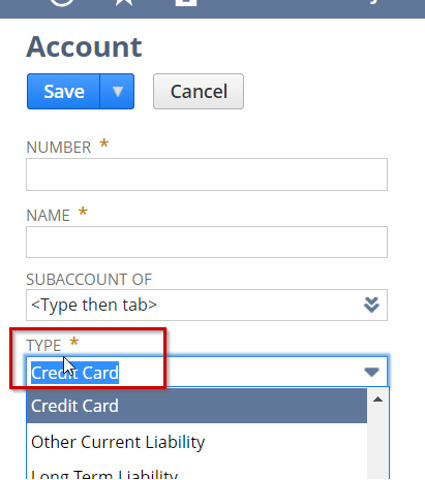 Account
Save
Cancel
NUMBER *
NAME *
SUBACCOUNT OF
<Type then tab>
TYPE *
Credit Card
Credit Card
Other Current Liability
Long Term Liability